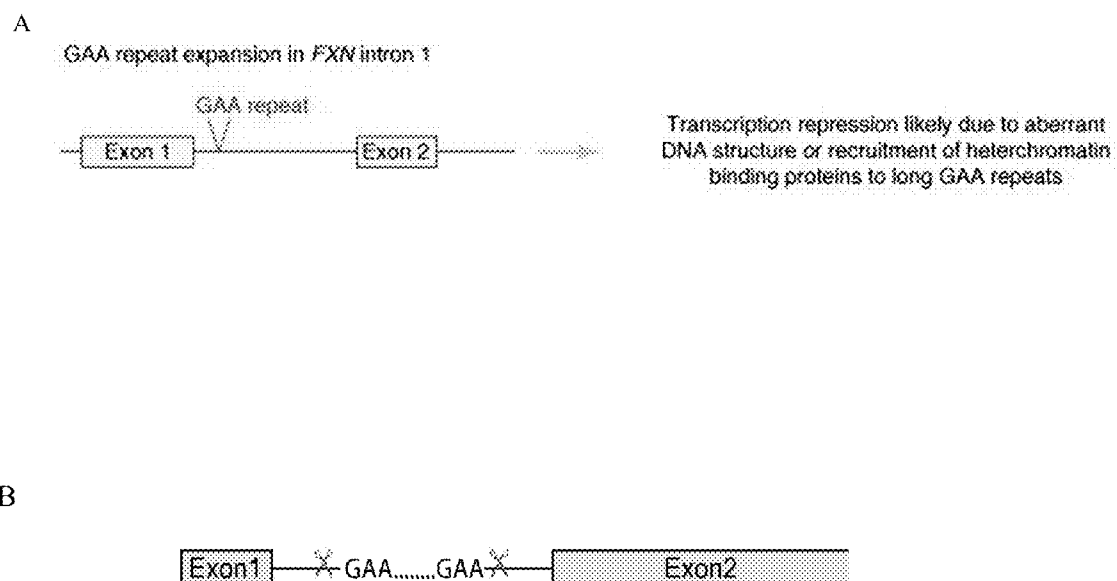 A
GAA repeat expansion in FXN intron 1
GAA repeat
Exon 1
Exon 2
Transcription repression likely due to aberrant
DNA structure or recruitment of heterchromatin
binding proteins to long GAA repeats
B
Exon1
GAA........GAA
Exon2